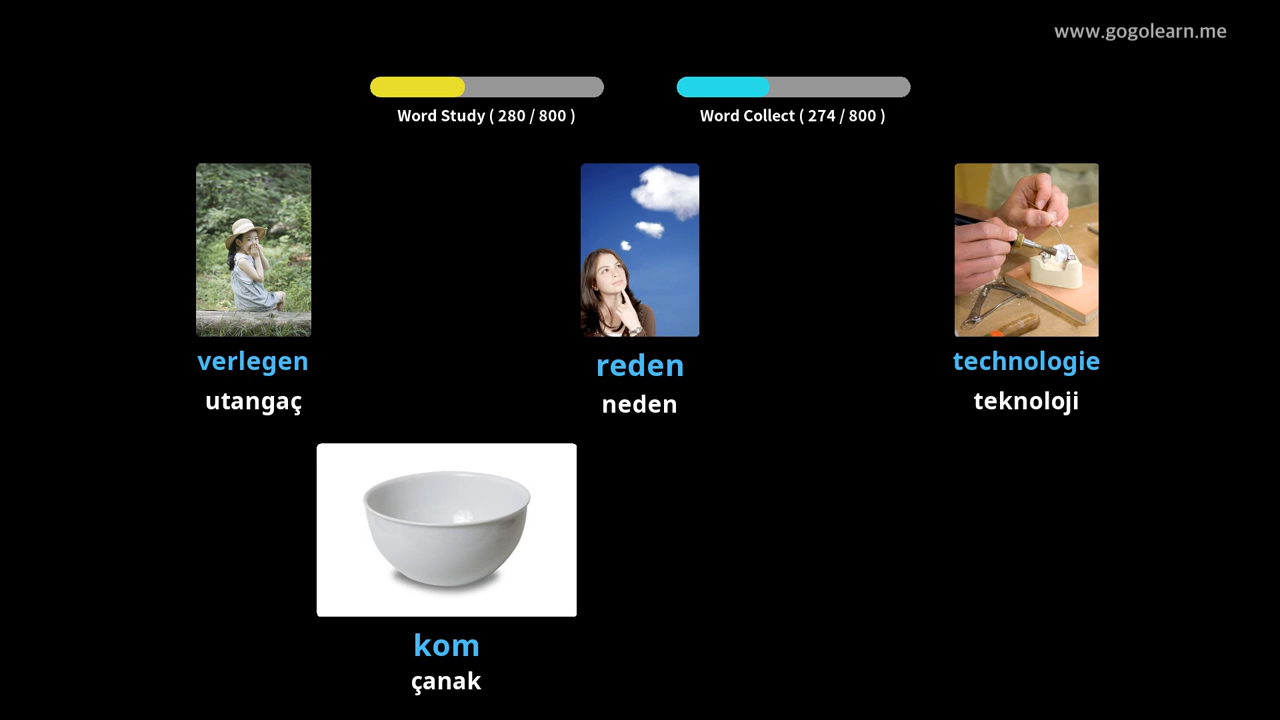 www.gogolearn.me
Word Study ( 280 / 800 )
Word Collect ( 274 / 800 )
verlegen
utangaç
reden
neden
technologie
teknoloji
kom
çanak